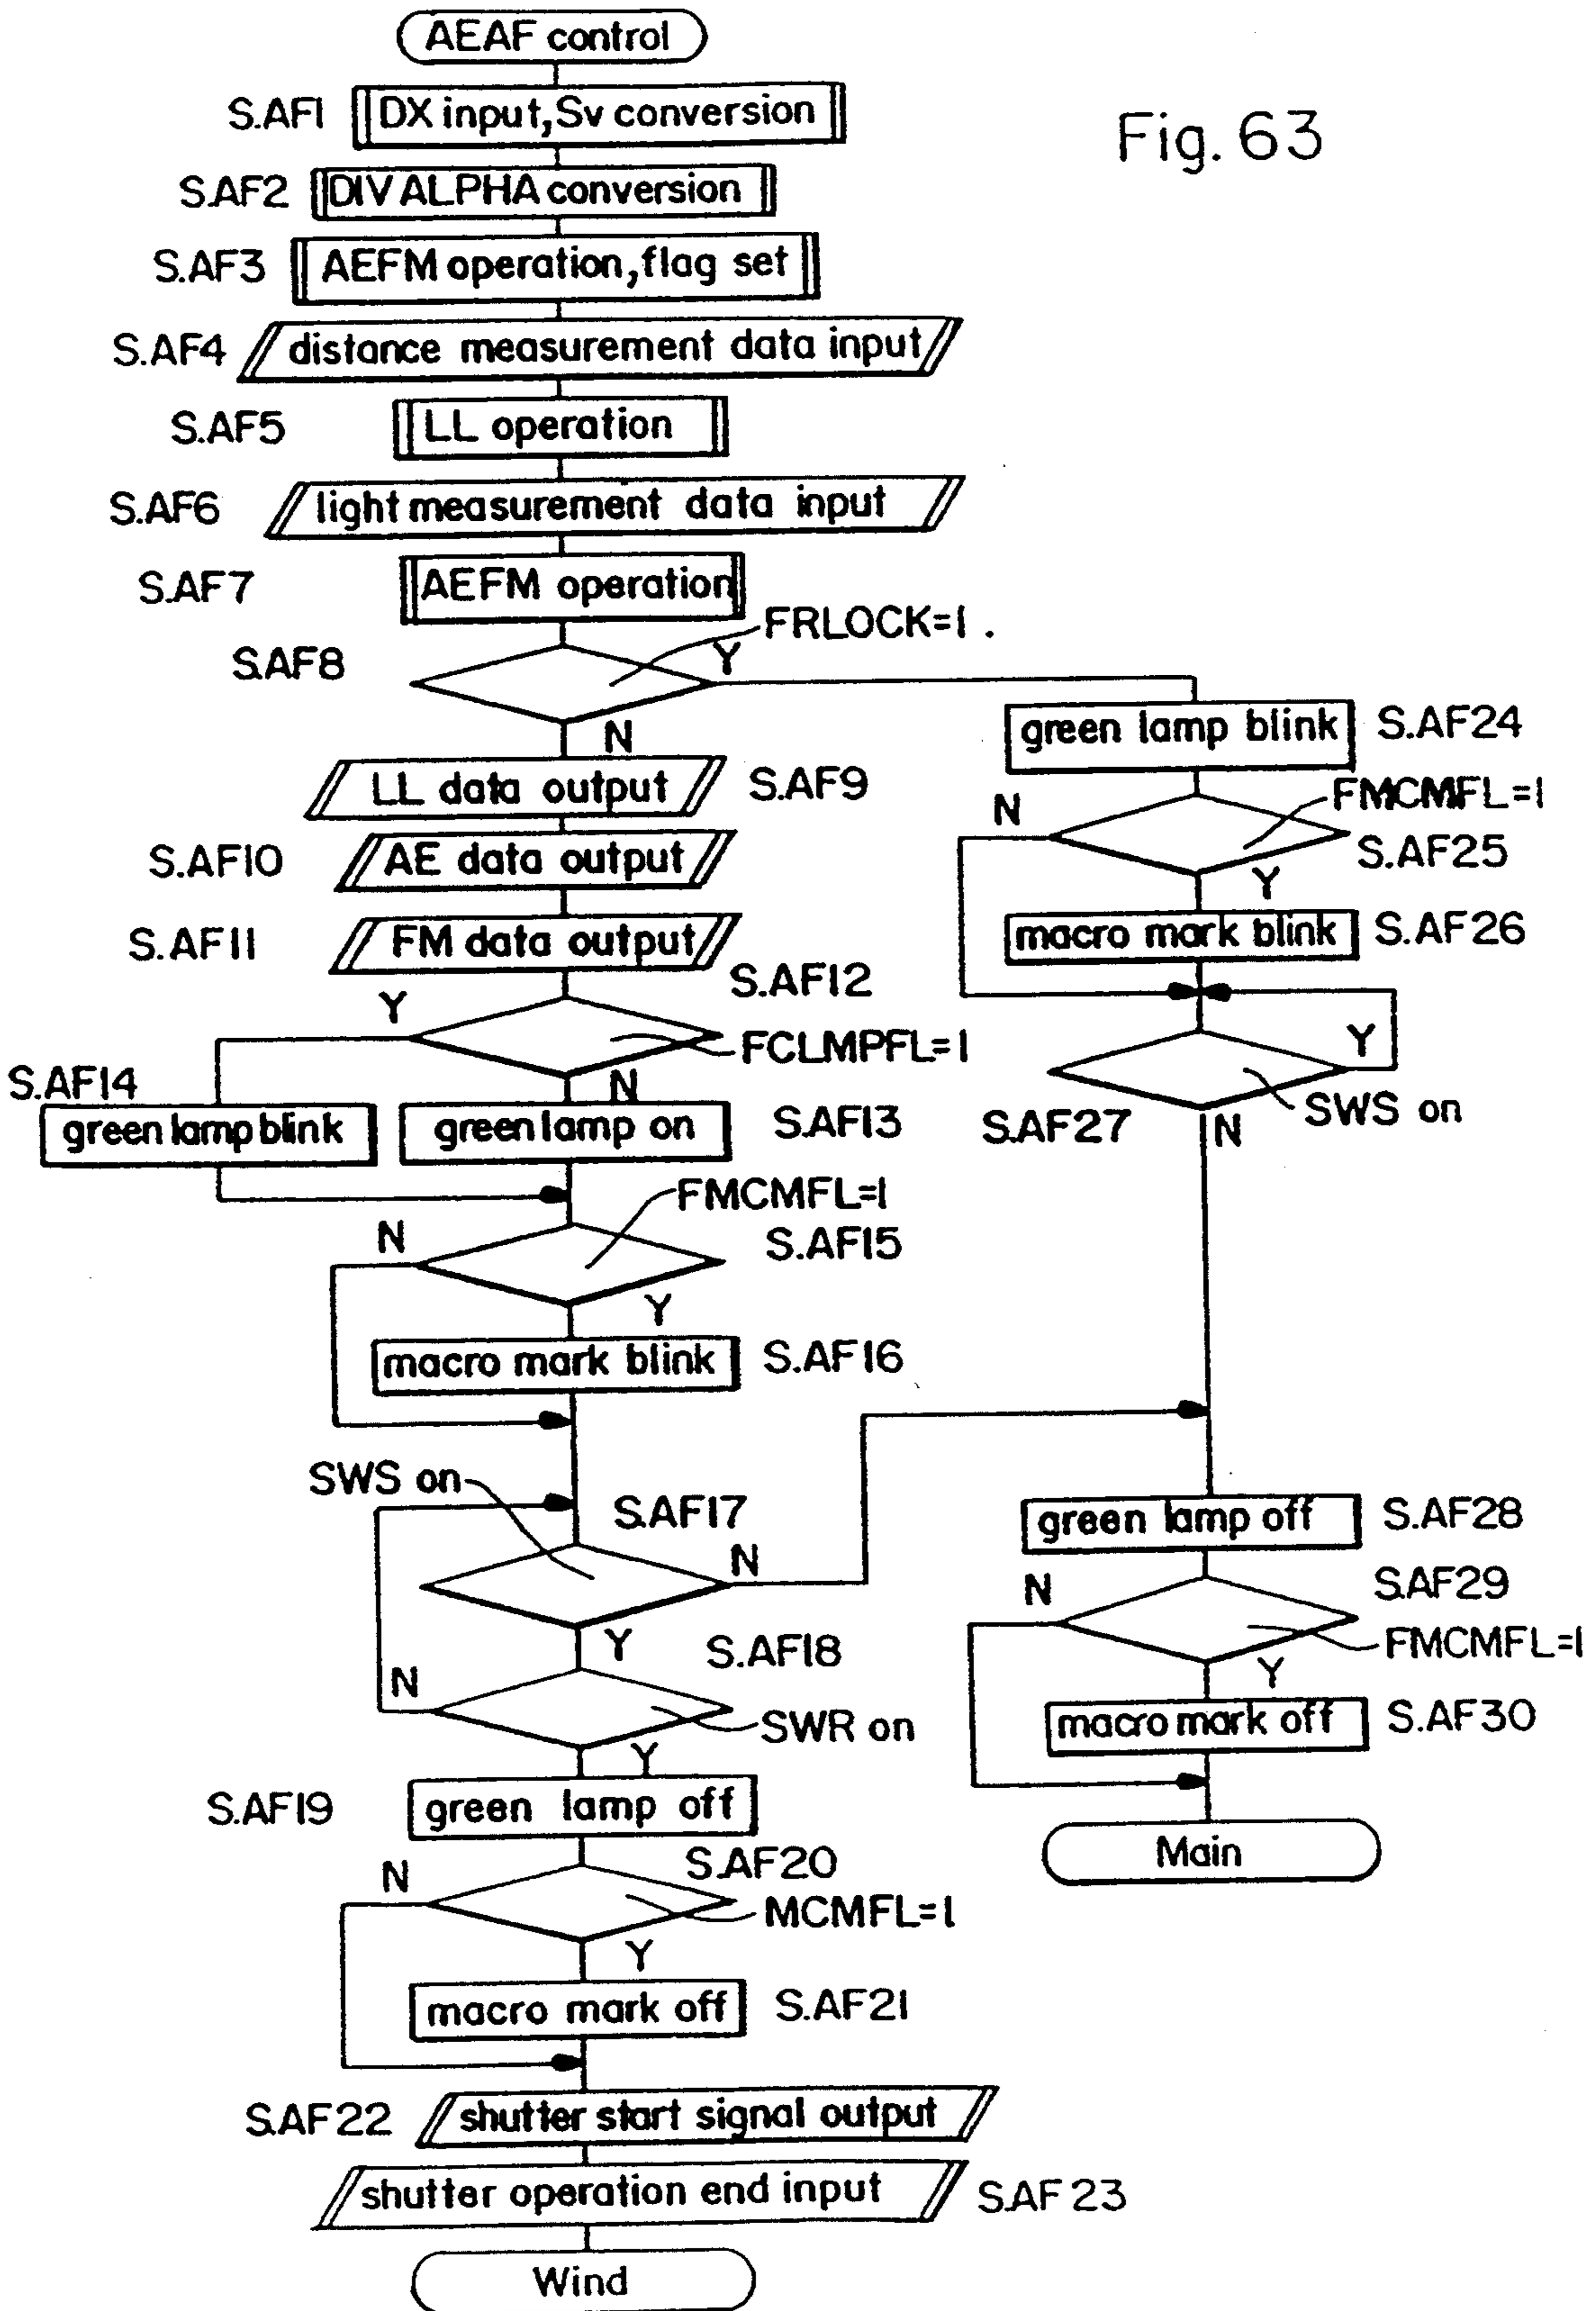 AEAF control
Fig. 63
S.AF1
DX input, Sv conversion
S.AF2
DIV ALPHA conversion
S.AF3
AEFM operation, flag set
S.AF4
distance measurement data input
S.AF5
LL operation
S.AF6
light measurement data input
S.AF7
AEFM operation
FRLOCK=1 .
S.AF8
Y
N
LL data output
S.AF9
S.AF10
AE data output
S.AF11
FM data output
S.AF12
Y
FCLMPFL=1
N
S.AF14
green lamp blink
green lamp on
S.AF13
FMCMFL=1
N
S.AF15
Y
macro mark blink
S.AF16
SWS on
S.AF17
N
Y
S.AF18
N
SWR on
Y
S.AF19
green lamp off
S.AF20
N
MCMFL=1
Y
macro mark off
S.AF21
S.AF22
shutter start signal output
shutter operation end input
S.AF23
Wind
green lamp blink
S.AF24
N
FMCMFL=1
S.AF25
Y
macro mark blink
S.AF26
Y
S.AF27
SWS on
N
green lamp off
S.AF28
N
S.AF29
FMCMFL=1
Y
macro mark off
S.AF30
Main